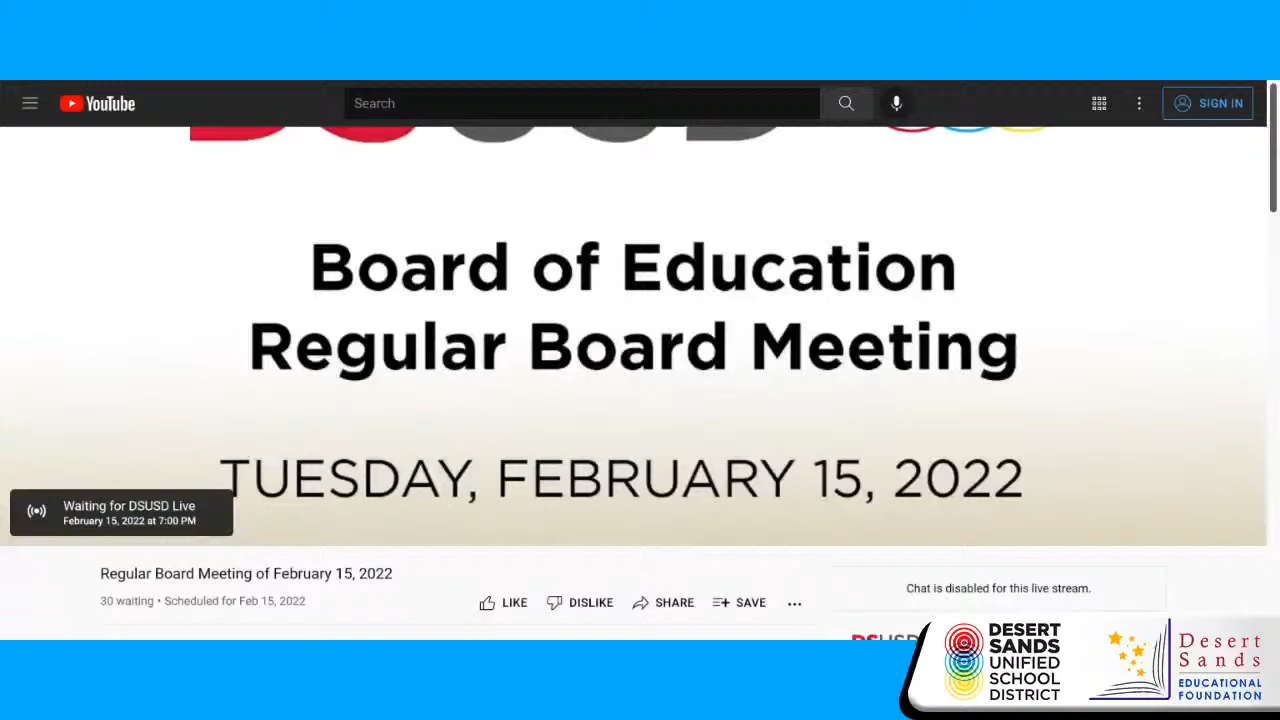 YouTube
Search
SIGN IN
Board of Education
Regular Board Meeting
TUESDAY, FEBRUARY 15, 2022
Waiting for DSUSD Live
February 15, 2022 at 7:00 PM
Regular Board Meeting of February 15, 2022
30 waiting • Scheduled for Feb 15, 2022
LIKE
DISLIKE
SHARE
SAVE
Chat is disabled for this live stream.
DESERT
SANDS
UNIFIED
SCHOOL
DISTRICT
Desert
Sands
EDUCATIONAL
FOUNDATION